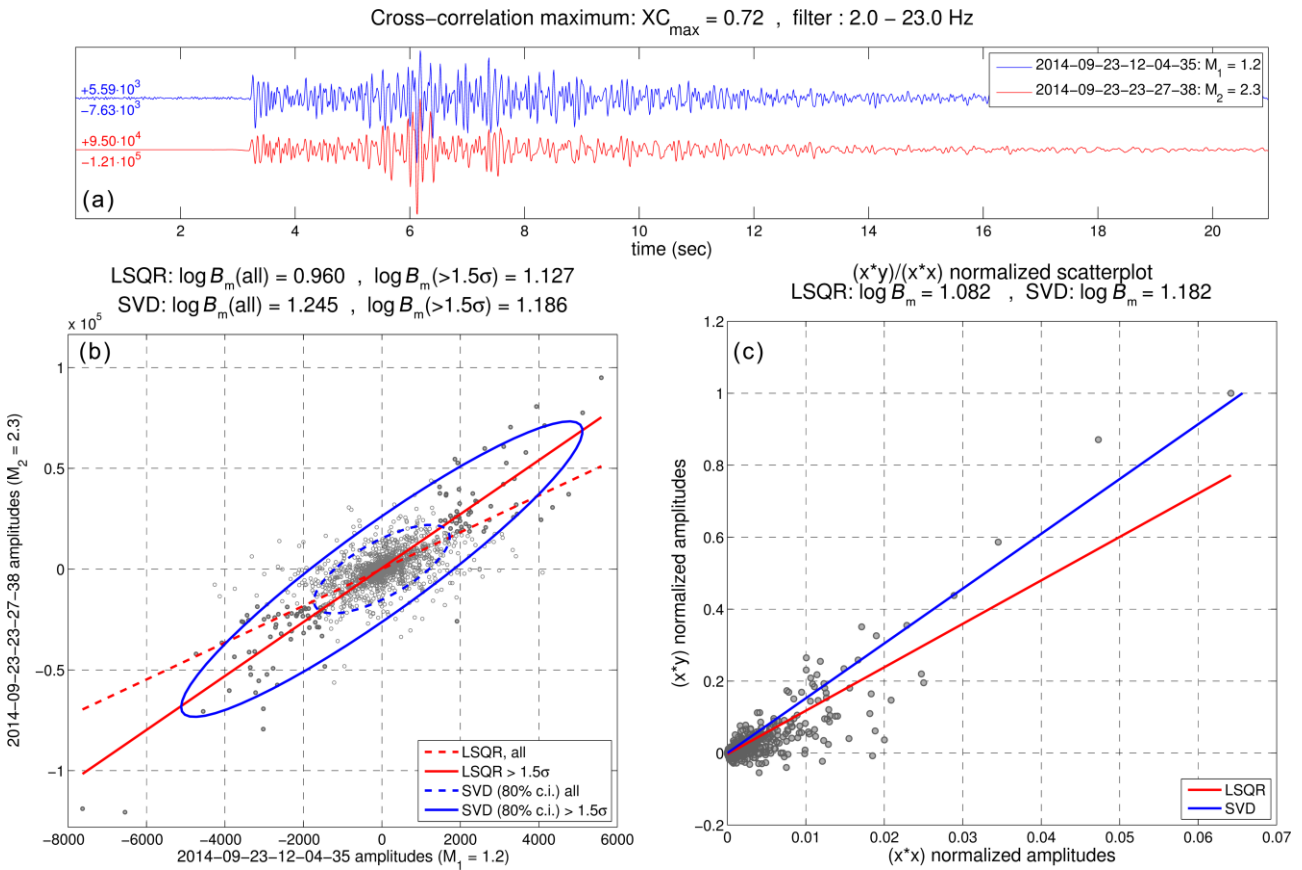 Cross−correlation maximum: XC_max = 0.72 , filter : 2.0 − 23.0 Hz
+5.59·10^3
−7.63·10^3
+9.50·10^4
−1.21·10^5
2014−09−23−12−04−35: M_1 = 1.2
2014−09−23−23−27−38: M_2 = 2.3
(a)
2 4 6 8 10 12 14 16 18 20
time (sec)
LSQR: log B_m(all) = 0.960 , log B_m(>1.5σ) = 1.127
SVD: log B_m(all) = 1.245 , log B_m(>1.5σ) = 1.186
x 10^5
(b)
1
0.5
0
−0.5
−1
2014−09−23−23−27−38 amplitudes (M_2 = 2.3)
LSQR, all
LSQR > 1.5σ
SVD (80% c.i.) all
SVD (80% c.i.) > 1.5σ
−8000 −6000 −4000 −2000 0 2000 4000 6000
2014−09−23−12−04−35 amplitudes (M_1 = 1.2)
(x*y)/(x*x) normalized scatterplot
LSQR: log B_m = 1.082 , SVD: log B_m = 1.182
(c)
1.2
1
0.8
0.6
0.4
0.2
0
−0.2
(x*y) normalized amplitudes
LSQR
SVD
0 0.01 0.02 0.03 0.04 0.05 0.06 0.07
(x*x) normalized amplitudes